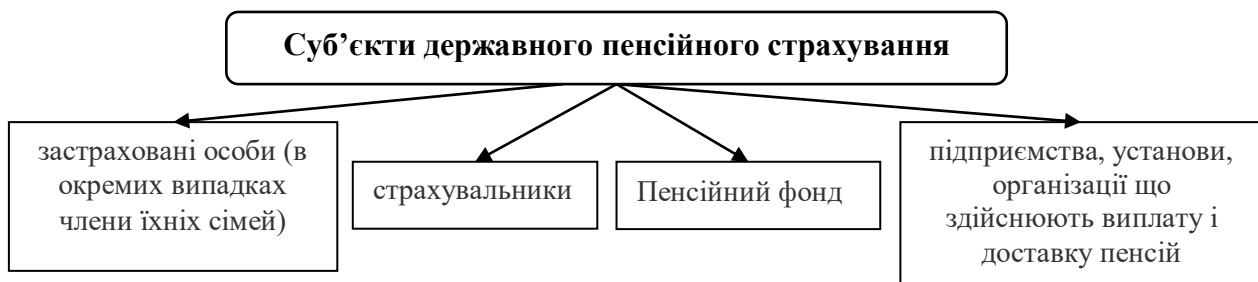 Суб’єкти державного пенсійного страхування
застраховані особи (в
окремих випадках
члени їхніх сімей)
страхувальники
Пенсійний фонд
підприємства, установи,
організації що
здійснюють виплату і
доставку пенсій